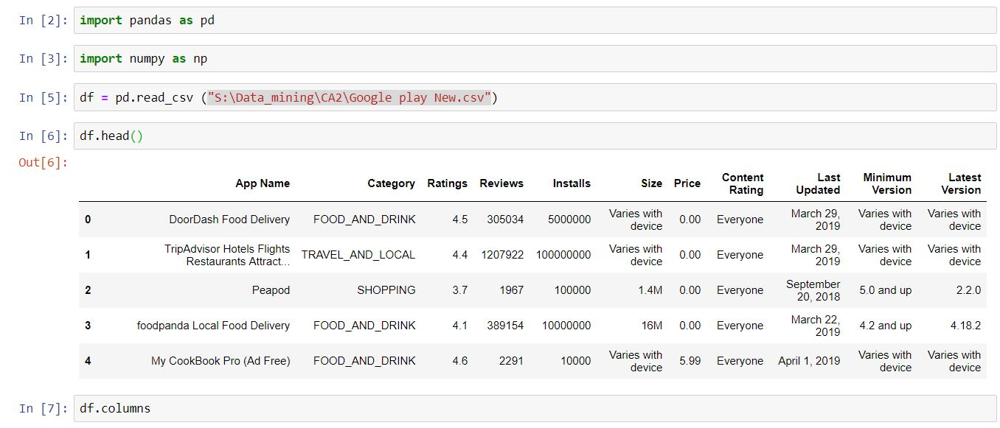 In [2]: import pandas as pd
In [3]: import numpy as np
In [5]: df = pd.read_csv ("S:\Data_mining\CA2\Google play New.csv")
In [6]: df.head()
Out[6]:
App Name Category Ratings Reviews Installs Size Price Content Rating Last Updated Minimum Version Latest Version
0 DoorDash Food Delivery FOOD_AND_DRINK 4.5 305034 5000000 Varies with device 0.00 Everyone March 29, 2019 Varies with device Varies with device
1 TripAdvisor Hotels Flights Restaurants Attract... TRAVEL_AND_LOCAL 4.4 1207922 100000000 Varies with device 0.00 Everyone March 29, 2019 Varies with device Varies with device
2 Peapod SHOPPING 3.7 1967 100000 1.4M 0.00 Everyone September 20, 2018 5.0 and up 2.2.0
3 foodpanda Local Food Delivery FOOD_AND_DRINK 4.1 389154 10000000 16M 0.00 Everyone March 22, 2019 4.2 and up 4.18.2
4 My CookBook Pro (Ad Free) FOOD_AND_DRINK 4.6 2291 10000 Varies with device 5.99 Everyone April 1, 2019 Varies with device Varies with device
In [7]: df.columns